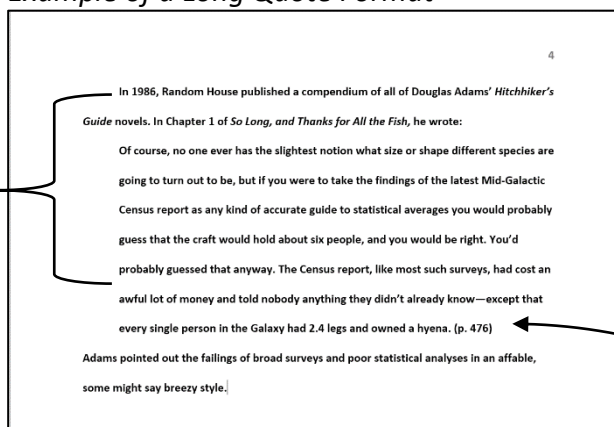 Example of a Long Quote Format
4
In 1986, Random House published a compendium of all of Douglas Adams’ Hitchhiker’s
Guide novels. In Chapter 1 of So Long, and Thanks for All the Fish, he wrote:
Of course, no one ever has the slightest notion what size or shape different species are
going to turn out to be, but if you were to take the findings of the latest Mid-Galactic
Census report as any kind of accurate guide to statistical averages you would probably
guess that the craft would hold about six people, and you would be right. You’d
probably guessed that anyway. The Census report, like most such surveys, had cost an
awful lot of money and told nobody anything they didn’t already know—except that
every single person in the Galaxy had 2.4 legs and owned a hyena. (p. 476)
Adams pointed out the failings of broad surveys and poor statistical analyses in an affable,
some might say breezy style.